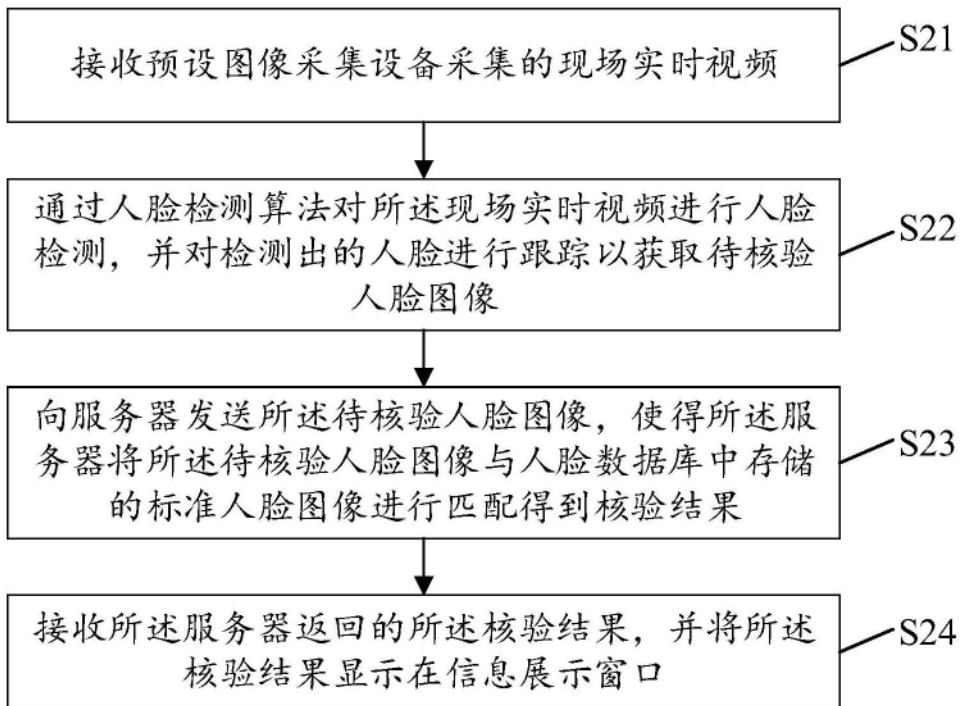 接收预设图像采集设备采集的现场实时视频
S21
通过人脸检测算法对所述现场实时视频进行人脸
检测，并对检测出的人脸进行跟踪以获取待核验
人脸图像
S22
向服务器发送所述待核验人脸图像，使得所述服
务器将所述待核验人脸图像与人脸数据库中存储
的标准人脸图像进行匹配得到核验结果
S23
接收所述服务器返回的所述核验结果，并将所述
核验结果显示在信息展示窗口
S24